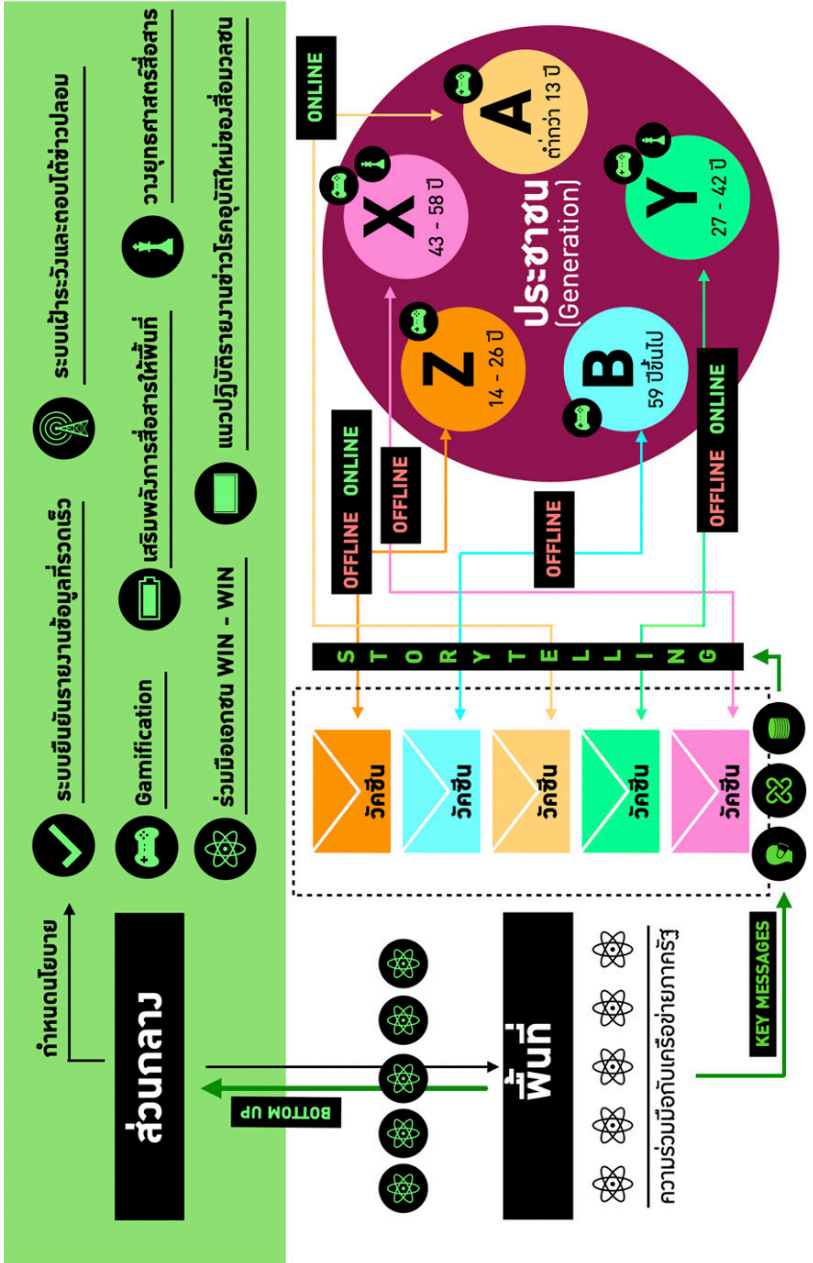 กำหนดนโยบาย
ส่วนกลาง
ระบบยืนยันรายงานข้อมูลที่รวดเร็ว
ระบบเฝ้าระวังและตอบโต้ข่าวปลอม
Gamification
เสริมพลังการสื่อสารให้พื้นที่
วางยุทธศาสตร์สื่อสาร
ร่วมมือเอกชน WIN - WIN
แนวปฏิบัติรายงานข่าวโรคอุบัติใหม่ของสื่อมวลชน
BOTTOM UP
พื้นที่
ความร่วมมือกับเครือข่ายภาครัฐ
KEY MESSAGES
วัคซีน
วัคซีน
วัคซีน
วัคซีน
วัคซีน
STORYTELLING
OFFLINE ONLINE
OFFLINE
OFFLINE
OFFLINE ONLINE
ONLINE
Z
14 - 26 ปี
X
43 - 58 ปี
A
ต่ำกว่า 13 ปี
ประชาชน
(Generation)
B
59 ปีขึ้นไป
Y
27 - 42 ปี